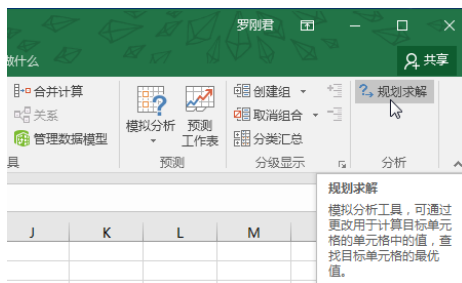 罗刚君
做什么
共享
合并计算
关系
管理数据模型
具
模拟分析
预测
工作表
预测
创建组
取消组合
分类汇总
分级显示
?→ 规划求解
分析
规划求解
模拟分析工具，可通过
更改用于计算目标单元
格的单元格中的值，查
找目标单元格的最优
值。
J K L M